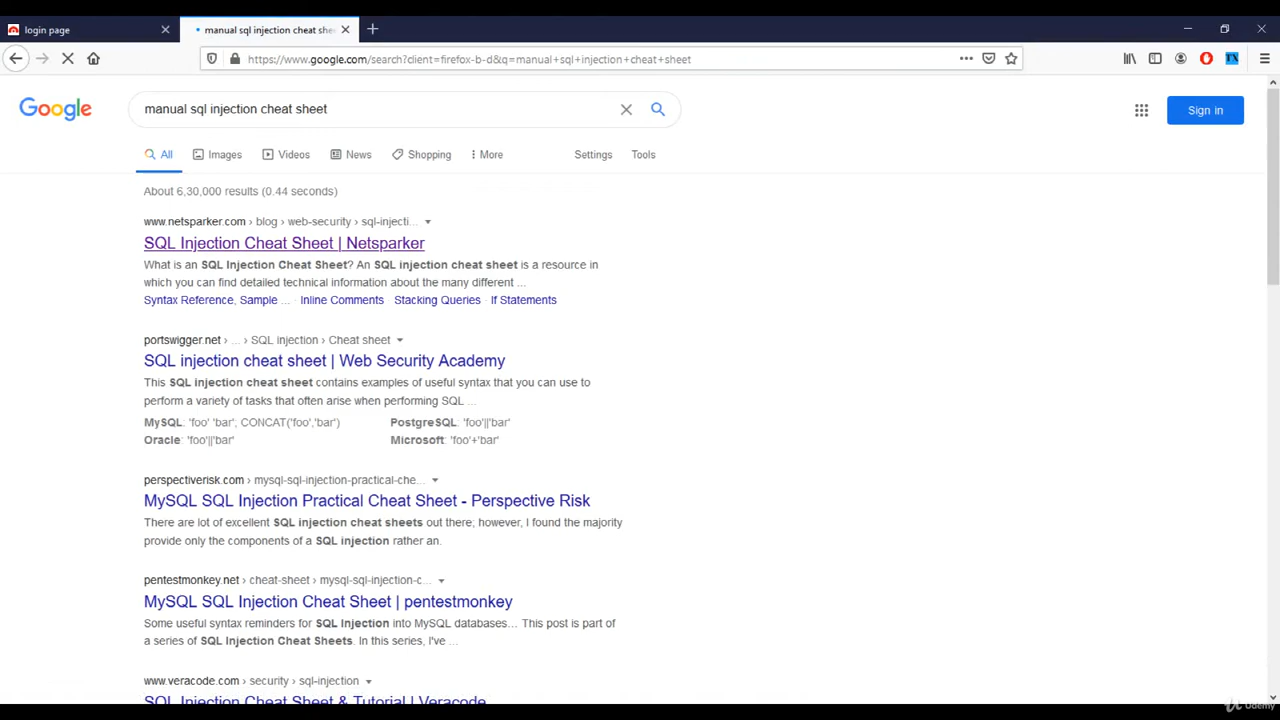 login page
manual sql injection cheat shee
https://www.google.com/search?client=firefox-b-d&q=manual+sql+injection+cheat+sheet
Google
manual sql injection cheat sheet
Sign in
All Images Videos News Shopping More Settings Tools
About 6,30,000 results (0.44 seconds)
www.netsparker.com › blog › web-security › sql-injecti...
SQL Injection Cheat Sheet | Netsparker
What is an SQL Injection Cheat Sheet? An SQL injection cheat sheet is a resource in
which you can find detailed technical information about the many different ...
Syntax Reference, Sample ... · Inline Comments · Stacking Queries · If Statements
portswigger.net › ... › SQL injection › Cheat sheet
SQL injection cheat sheet | Web Security Academy
This SQL injection cheat sheet contains examples of useful syntax that you can use to
perform a variety of tasks that often arise when performing SQL ...
MySQL: 'foo' 'bar'; CONCAT('foo','bar') PostgreSQL: 'foo'||'bar'
Oracle: 'foo'||'bar' Microsoft: 'foo'+'bar'
perspectiverisk.com › mysql-sql-injection-practical-che...
MySQL SQL Injection Practical Cheat Sheet - Perspective Risk
There are lot of excellent SQL injection cheat sheets out there; however, I found the majority
provide only the components of a SQL injection rather an.
pentestmonkey.net › cheat-sheet › mysql-sql-injection-c...
MySQL SQL Injection Cheat Sheet | pentestmonkey
Some useful syntax reminders for SQL Injection into MySQL databases... This post is part of
a series of SQL Injection Cheat Sheets. In this series, I've ...
www.veracode.com › security › sql-injection
SQL Injection Cheat Sheet & Tutorial | Veracode
TX
Udemy